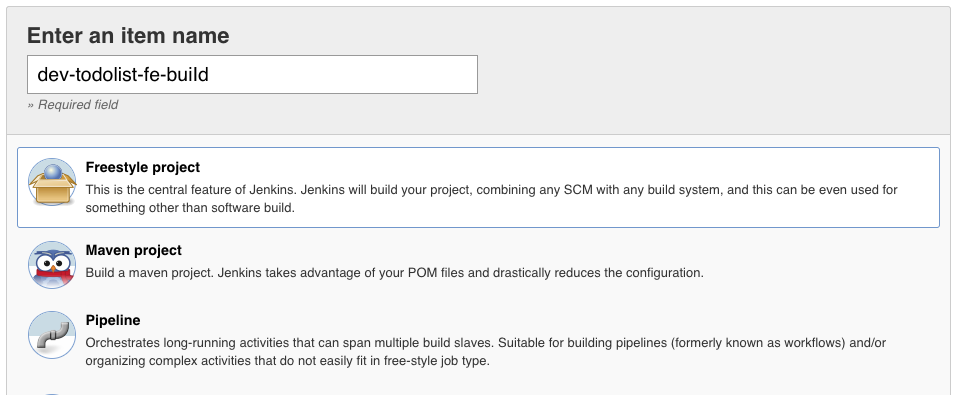 Enter an item name
dev-todolist-fe-build
» Required field
Freestyle project
This is the central feature of Jenkins. Jenkins will build your project, combining any SCM with any build system, and this can be even used for
something other than software build.
Maven project
Build a maven project. Jenkins takes advantage of your POM files and drastically reduces the configuration.
Pipeline
Orchestrates long-running activities that can span multiple build slaves. Suitable for building pipelines (formerly known as workflows) and/or
organizing complex activities that do not easily fit in free-style job type.